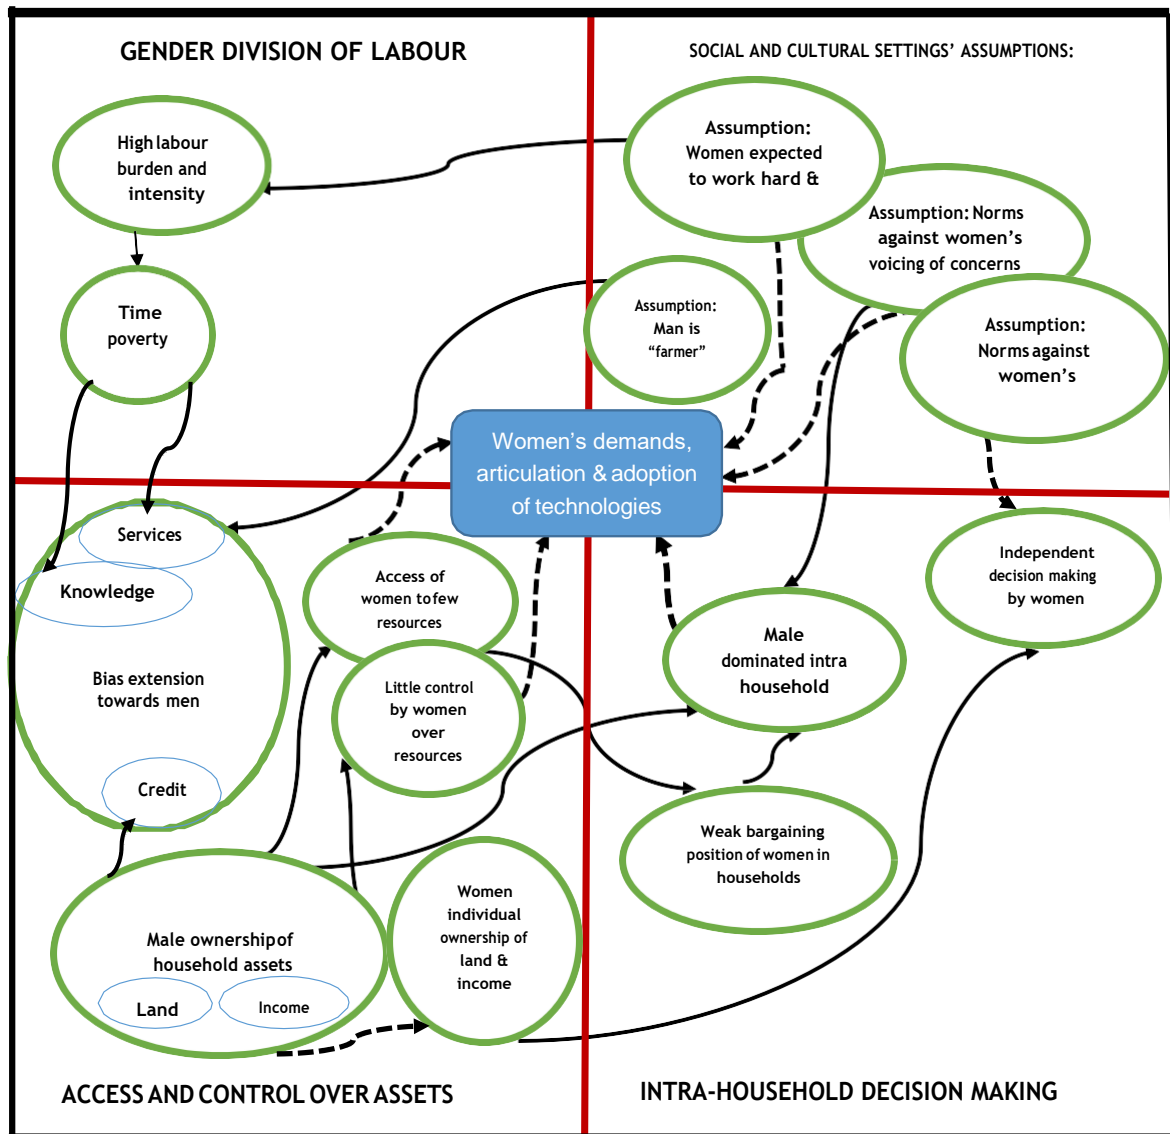 GENDER DIVISION OF LABOUR
High labour
burden and
intensity
Time
poverty
SOCIAL AND CULTURAL SETTINGS’ ASSUMPTIONS:
Assumption:
Women expected
to work hard &
Assumption: Norms
against women’s
voicing of concerns
Assumption:
Man is
“farmer”
Assumption:
Norms against
women’s
Women’s demands,
articulation & adoption
of technologies
Services
Knowledge
Bias extension
towards men
Credit
Access of
women to few
resources
Little control
by women
over
resources
Male ownership of
household assets
Land
Income
Women
individual
ownership of
land &
income
ACCESS AND CONTROL OVER ASSETS
Independent
decision making
by women
Male
dominated intra
household
Weak bargaining
position of women in
households
INTRA-HOUSEHOLD DECISION MAKING